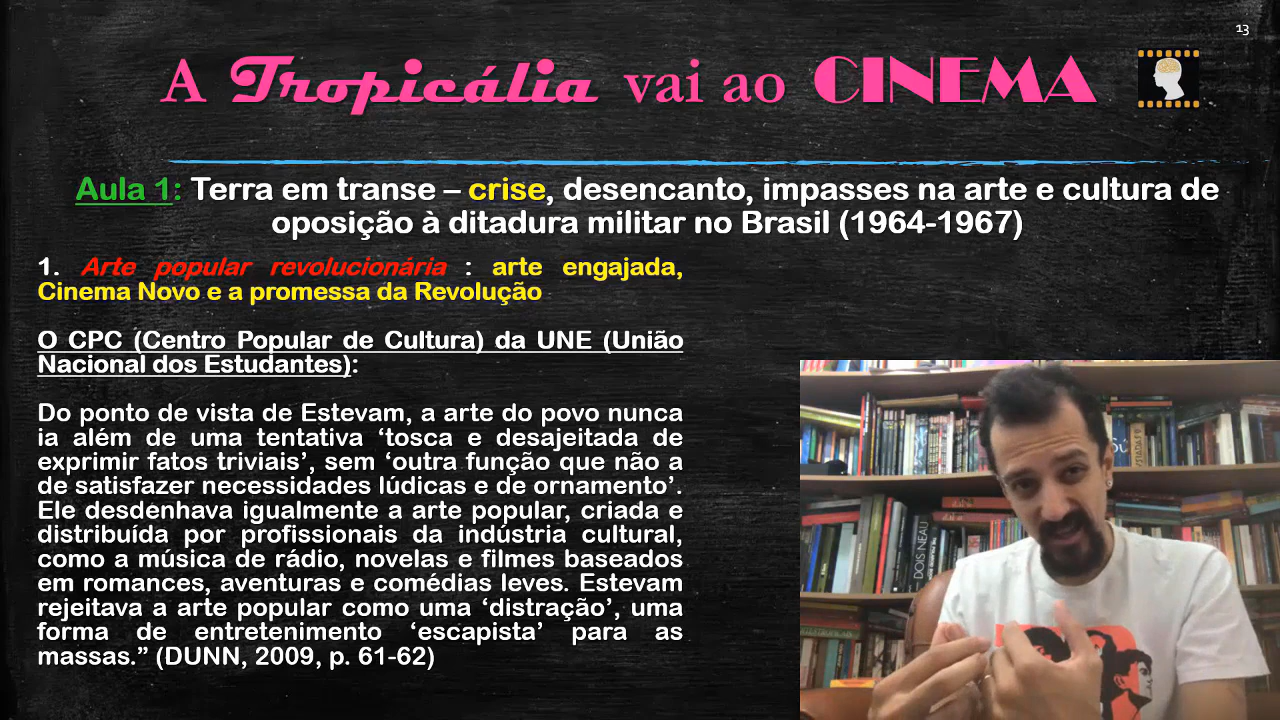 13
A Tropicália vai ao CINEMA
Aula 1: Terra em transe – crise, desencanto, impasses na arte e cultura de
oposição à ditadura militar no Brasil (1964-1967)
1. Arte popular revolucionária : arte engajada,
Cinema Novo e a promessa da Revolução
O CPC (Centro Popular de Cultura) da UNE (União
Nacional dos Estudantes):
Do ponto de vista de Estevam, a arte do povo nunca
ia além de uma tentativa ‘tosca e desajeitada de
exprimir fatos triviais’, sem ‘outra função que não a
de satisfazer necessidades lúdicas e de ornamento’.
Ele desdenhava igualmente a arte popular, criada e
distribuída por profissionais da indústria cultural,
como a música de rádio, novelas e filmes baseados
em romances, aventuras e comédias leves. Estevam
rejeitava a arte popular como uma ‘distração’, uma
forma de entretenimento ‘escapista’ para as
massas.” (DUNN, 2009, p. 61-62)
DOIS NEAU